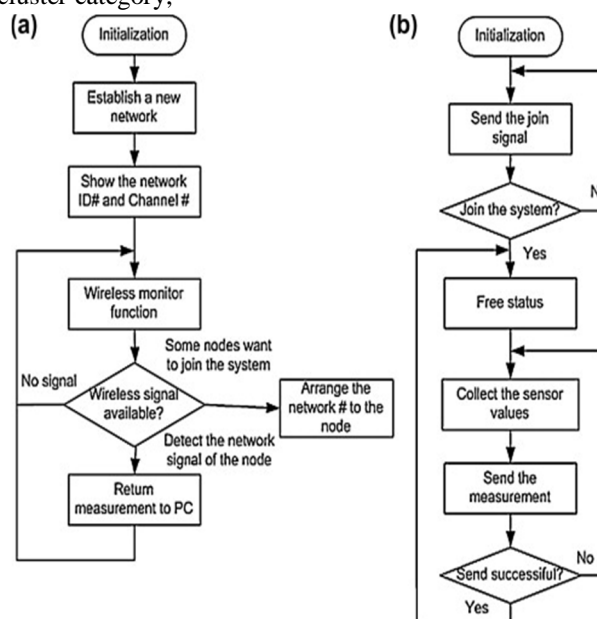 cluster category,
(a)
Initialization
Establish a new
network
Show the network
ID# and Channel #
Wireless monitor
function
Some nodes want
to join the system
No signal
Wireless signal
available?
Arrange the
network # to the
node
Detect the network
signal of the node
Return
measurement to PC
(b)
Initialization
Send the join
signal
Join the system?
N
Yes
Free status
Collect the sensor
values
Send the
measurement
Send successful?
No
Yes